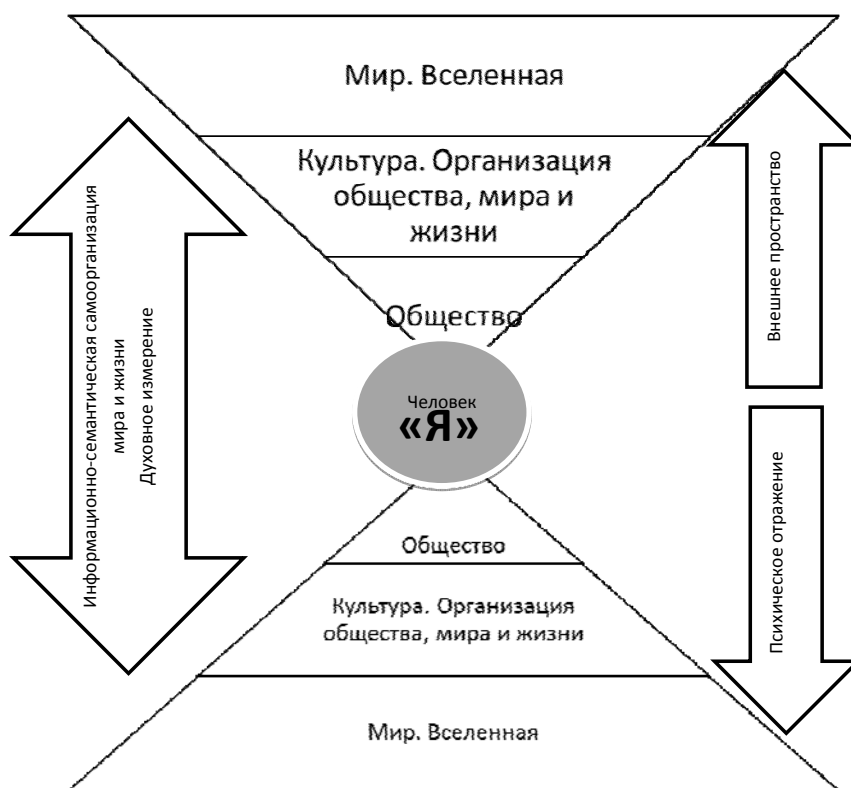 Мир. Вселенная
Культура. Организация
общества, мира и
жизни
Общество
Человек
«Я»
Общество
Культура. Организация
общества, мира и жизни
Мир. Вселенная
Информационно-семантическая самоорганизация
мира и жизни
Духовное измерение
Внешнее пространство
Психическое отражение